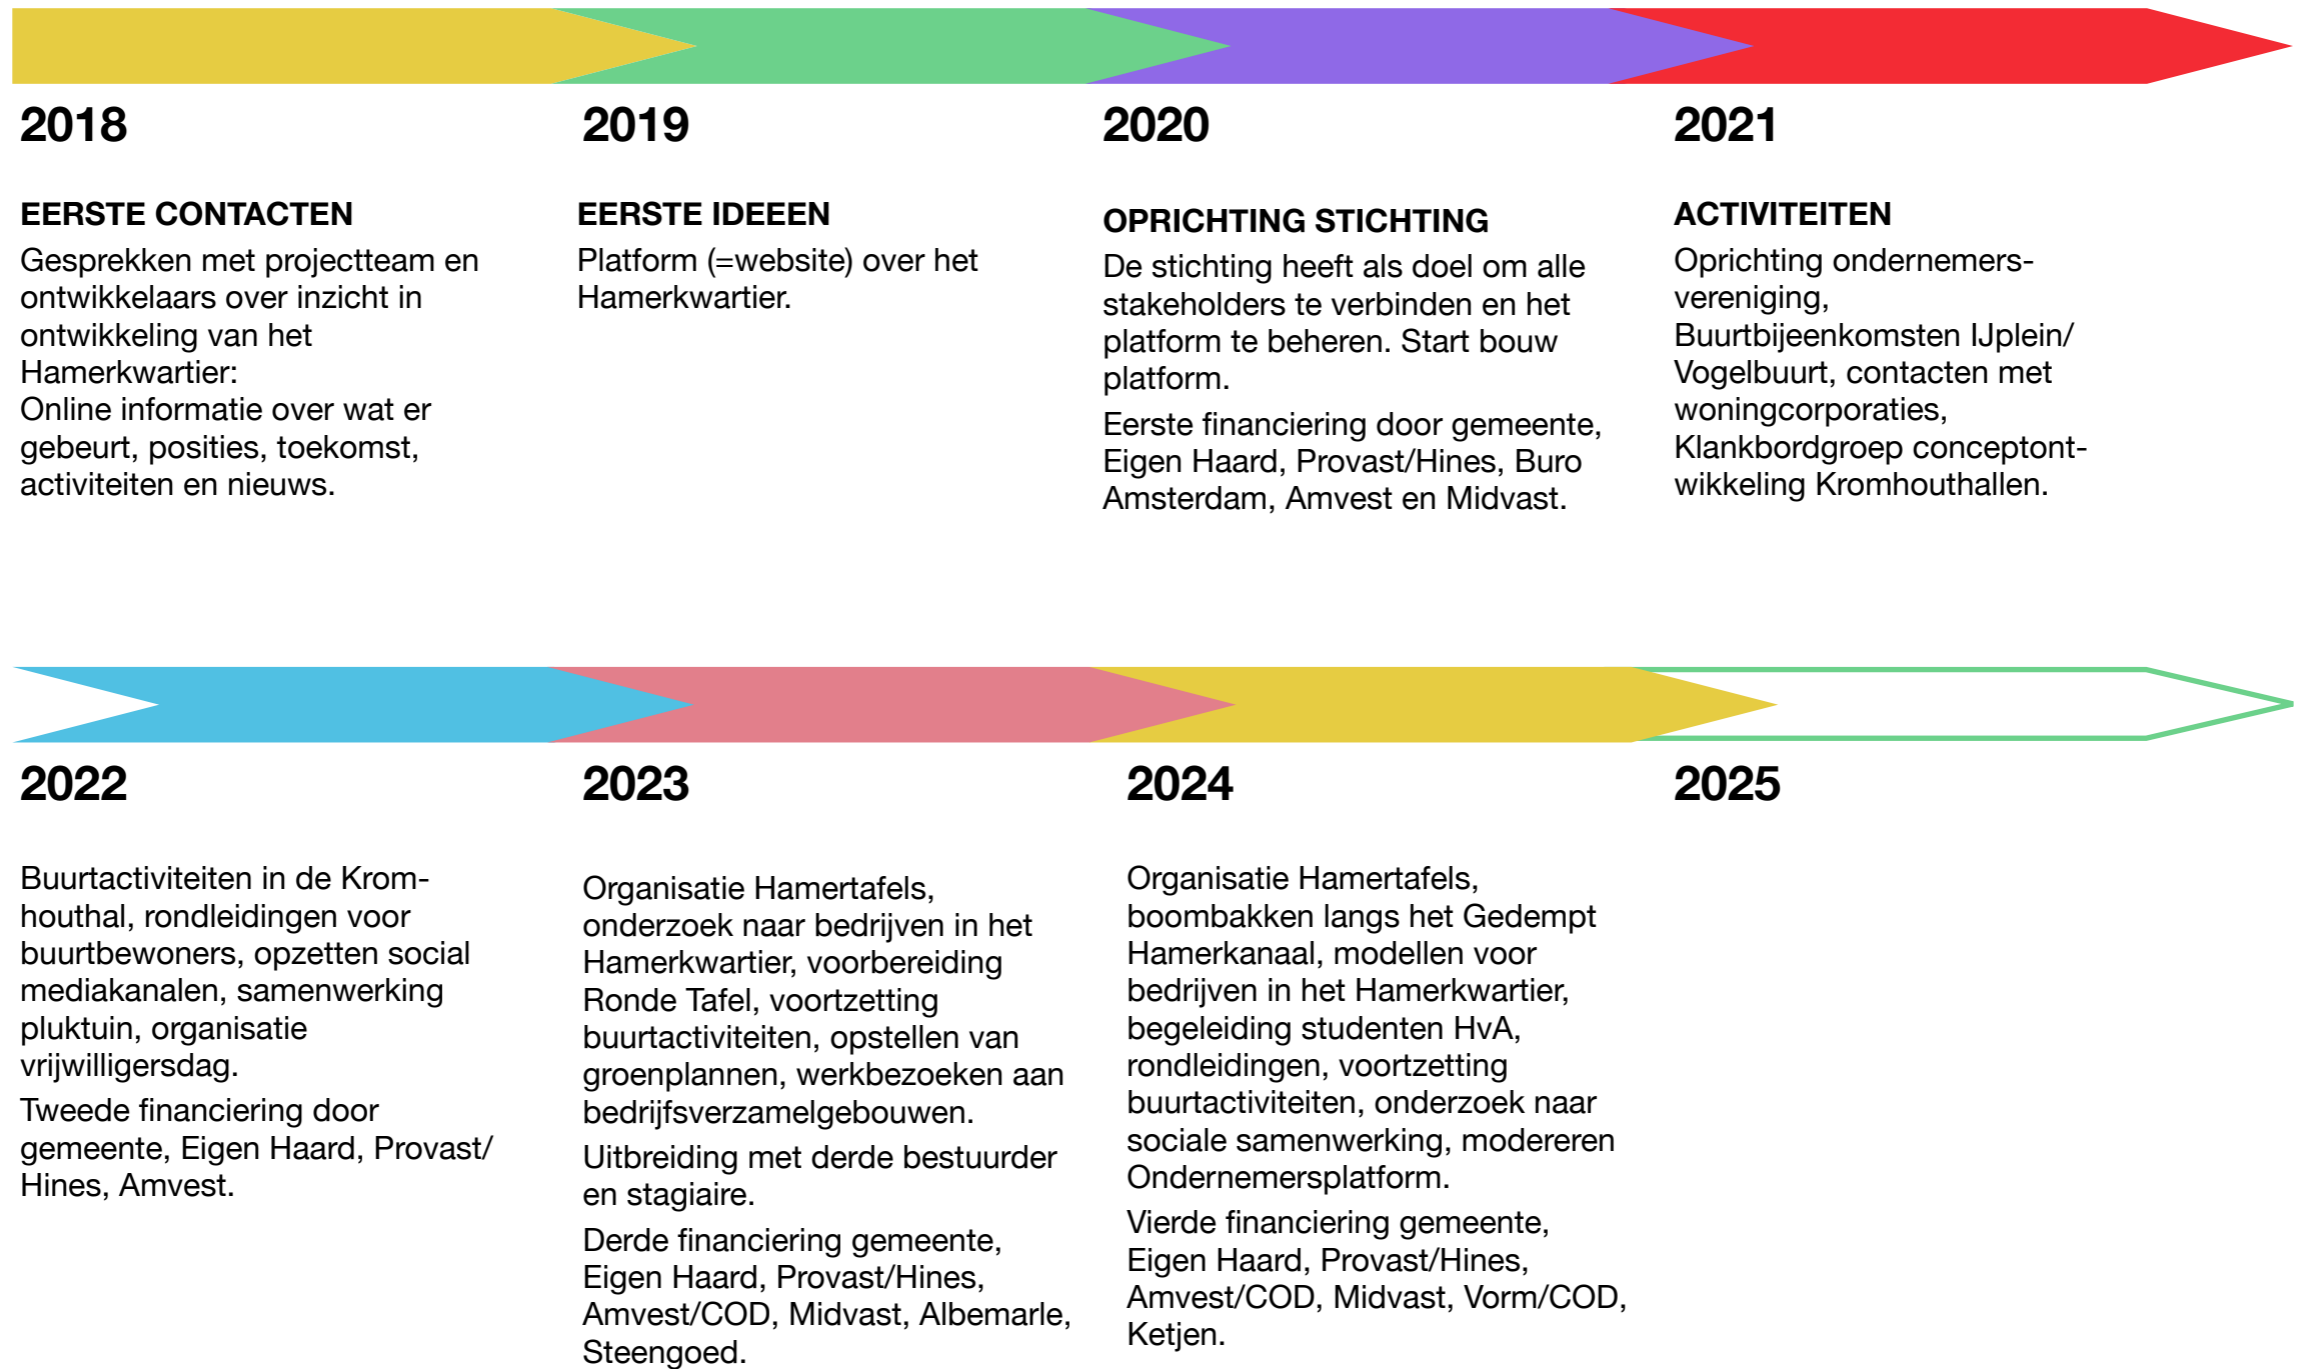 2018
EERSTE CONTACTEN
Gesprekken met projectteam en
ontwikkelaars over inzicht in
ontwikkeling van het
Hamerkwartier:
Online informatie over wat er
gebeurt, posities, toekomst,
activiteiten en nieuws.
2019
EERSTE IDEEEN
Platform (=website) over het
Hamerkwartier.
2020
OPRICHTING STICHTING
De stichting heeft als doel om alle
stakeholders te verbinden en het
platform te beheren. Start bouw
platform.
Eerste financiering door gemeente,
Eigen Haard, Provast/Hines, Buro
Amsterdam, Amvest en Midvast.
2021
ACTIVITEITEN
Oprichting ondernemers-
vereniging,
Buurtbijeenkomsten IJplein/
Vogelbuurt, contacten met
woningcorporaties,
Klankbordgroep conceptont-
wikkeling Kromhouthallen.
2022
Buurtactiviteiten in de Krom-
houthal, rondleidingen voor
buurtbewoners, opzetten social
mediakanalen, samenwerking
pluktuin, organisatie
vrijwilligersdag.
Tweede financiering door
gemeente, Eigen Haard, Provast/
Hines, Amvest.
2023
Organisatie Hamertafels,
onderzoek naar bedrijven in het
Hamerkwartier, voorbereiding
Ronde Tafel, voortzetting
buurtactiviteiten, opstellen van
groenplannen, werkbezoeken aan
bedrijfsverzamelgebouwen.
Uitbreiding met derde bestuurder
en stagiaire.
Derde financiering gemeente,
Eigen Haard, Provast/Hines,
Amvest/COD, Midvast, Albemarle,
Steengoed.
2024
Organisatie Hamertafels,
boombakken langs het Gedempt
Hamerkanaal, modellen voor
bedrijven in het Hamerkwartier,
begeleiding studenten HvA,
rondleidingen, voortzetting
buurtactiviteiten, onderzoek naar
sociale samenwerking, modereren
Ondernemersplatform.
Vierde financiering gemeente,
Eigen Haard, Provast/Hines,
Amvest/COD, Midvast, Vorm/COD,
Ketjen.
2025